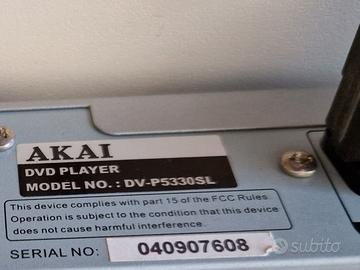 AKAI
DVD PLAYER
MODEL NO. : DV-P5330SL
This device complies with part 15 of the FCC Rules
Operation is subject to the condition that this device
does not cause harmful interference.
SERIAL NO: 040907608
subito